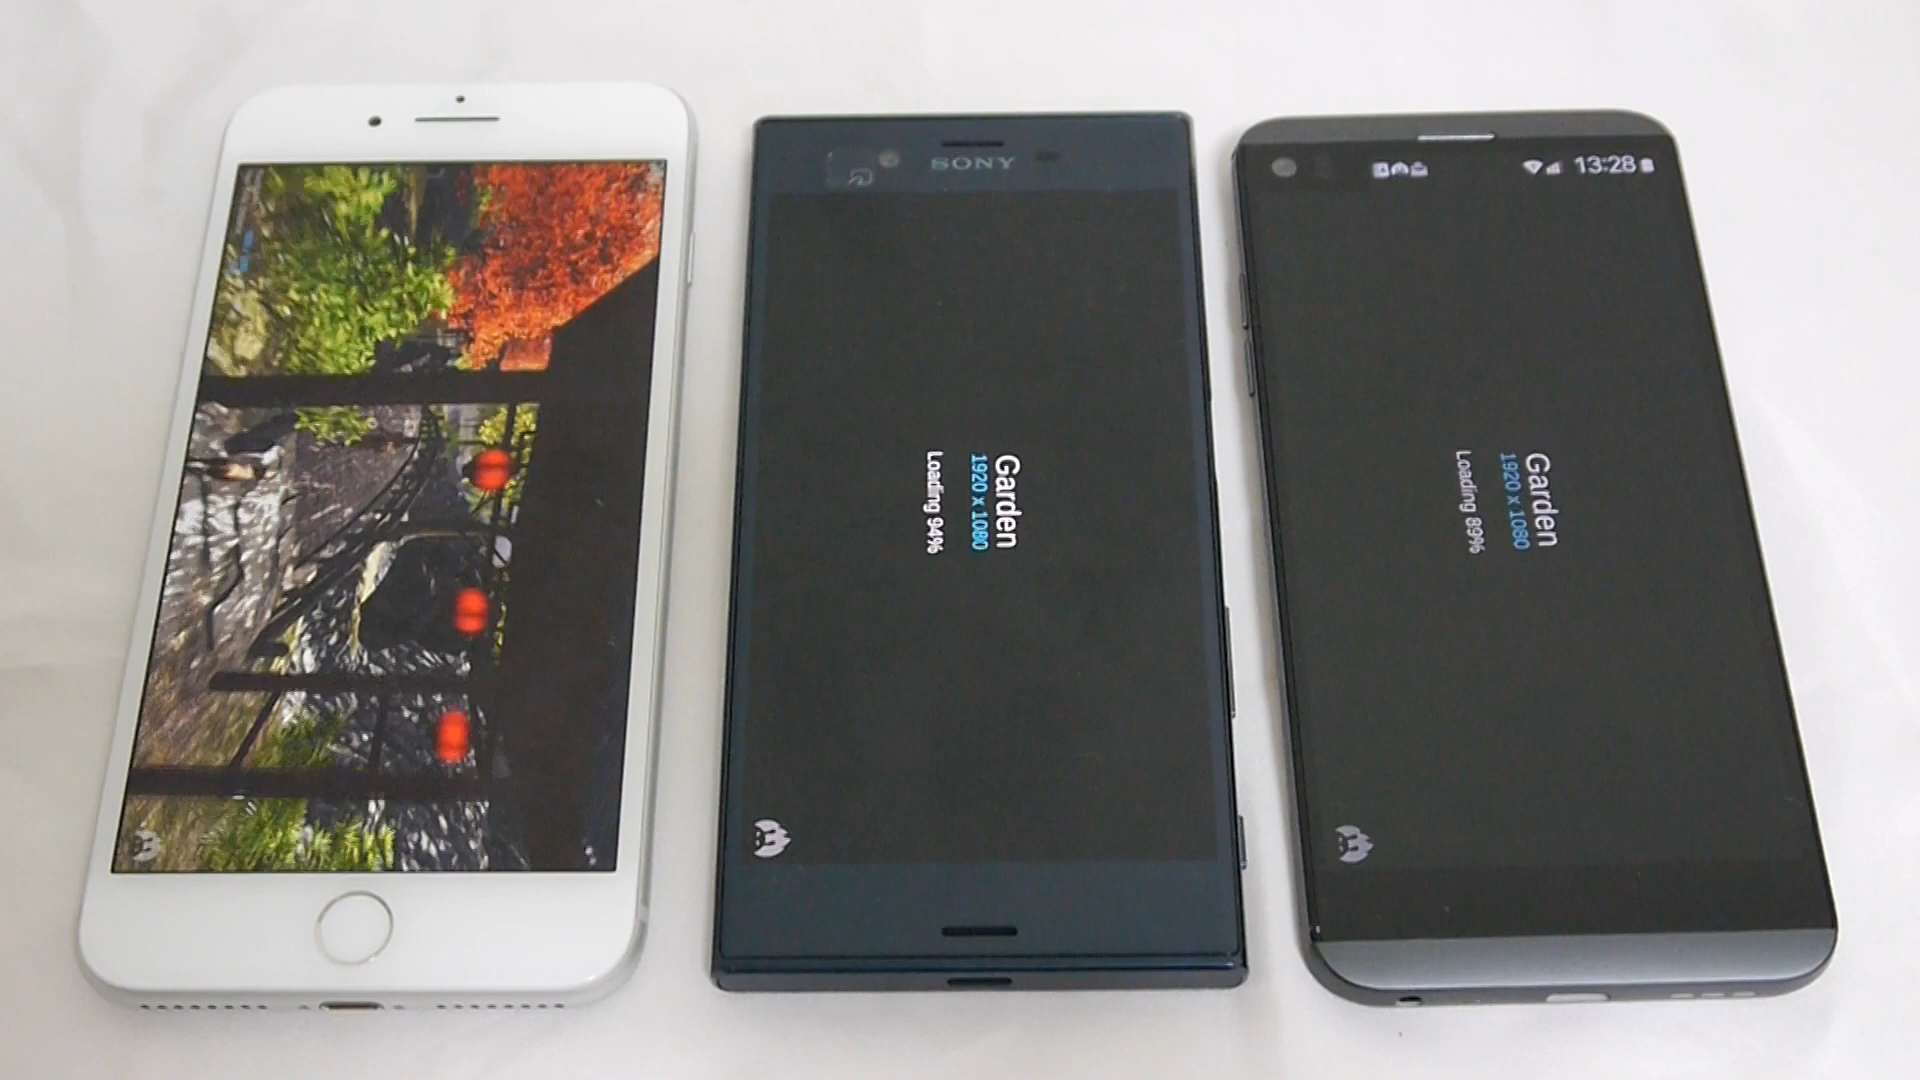 SONY
Garden
1920 x 1080
Loading 94%
13:28
Garden
1920 x 1080
Loading 89%